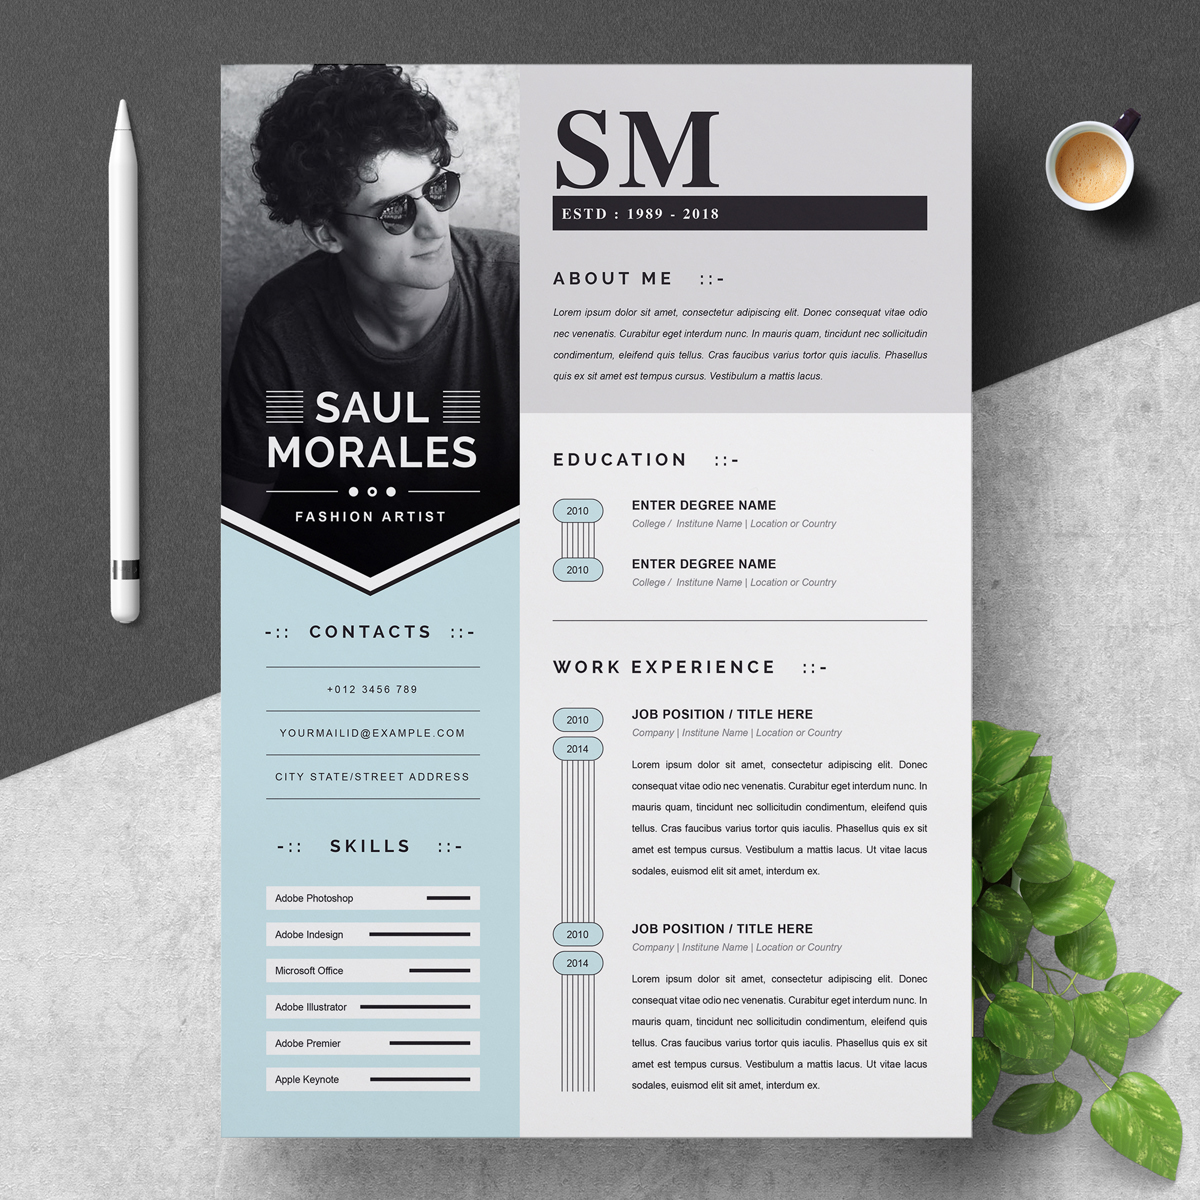 SAUL
MORALES
FASHION ARTIST
-:: CONTACTS ::-
+012 3456 789
YOURMAILID@EXAMPLE.COM
CITY STATE/STREET ADDRESS
-:: SKILLS ::-
Adobe Photoshop
Adobe Indesign
Microsoft Office
Adobe Illustrator
Adobe Premier
Apple Keynote
SM
ESTD : 1989 - 2018
ABOUT ME ::-
Lorem ipsum dolor sit amet, consectetur adipiscing elit. Donec consequat vitae odio
nec venenatis. Curabitur eget interdum nunc. In mauris quam, tincidunt nec sollicitudin
condimentum, eleifend quis tellus. Cras faucibus varius tortor quis iaculis. Phasellus
quis ex sit amet est tempus cursus. Vestibulum a mattis lacus.
EDUCATION ::-
2010
ENTER DEGREE NAME
College / Institune Name | Location or Country
2010
ENTER DEGREE NAME
College / Institune Name | Location or Country
WORK EXPERIENCE ::-
2010
2014
JOB POSITION / TITLE HERE
Company | Institune Name | Location or Country
Lorem ipsum dolor sit amet, consectetur adipiscing elit. Donec
consequat vitae odio nec venenatis. Curabitur eget interdum nunc. In
mauris quam, tincidunt nec sollicitudin condimentum, eleifend quis
tellus. Cras faucibus varius tortor quis iaculis. Phasellus quis ex sit
amet est tempus cursus. Vestibulum a mattis lacus. Ut vitae lacus
sodales, euismod elit sit amet, interdum ex.
2010
2014
JOB POSITION / TITLE HERE
Company | Institune Name | Location or Country
Lorem ipsum dolor sit amet, consectetur adipiscing elit. Donec
consequat vitae odio nec venenatis. Curabitur eget interdum nunc. In
mauris quam, tincidunt nec sollicitudin condimentum, eleifend quis
tellus. Cras faucibus varius tortor quis iaculis. Phasellus quis ex sit
amet est tempus cursus. Vestibulum a mattis lacus. Ut vitae lacus
sodales, euismod elit sit amet, interdum ex.